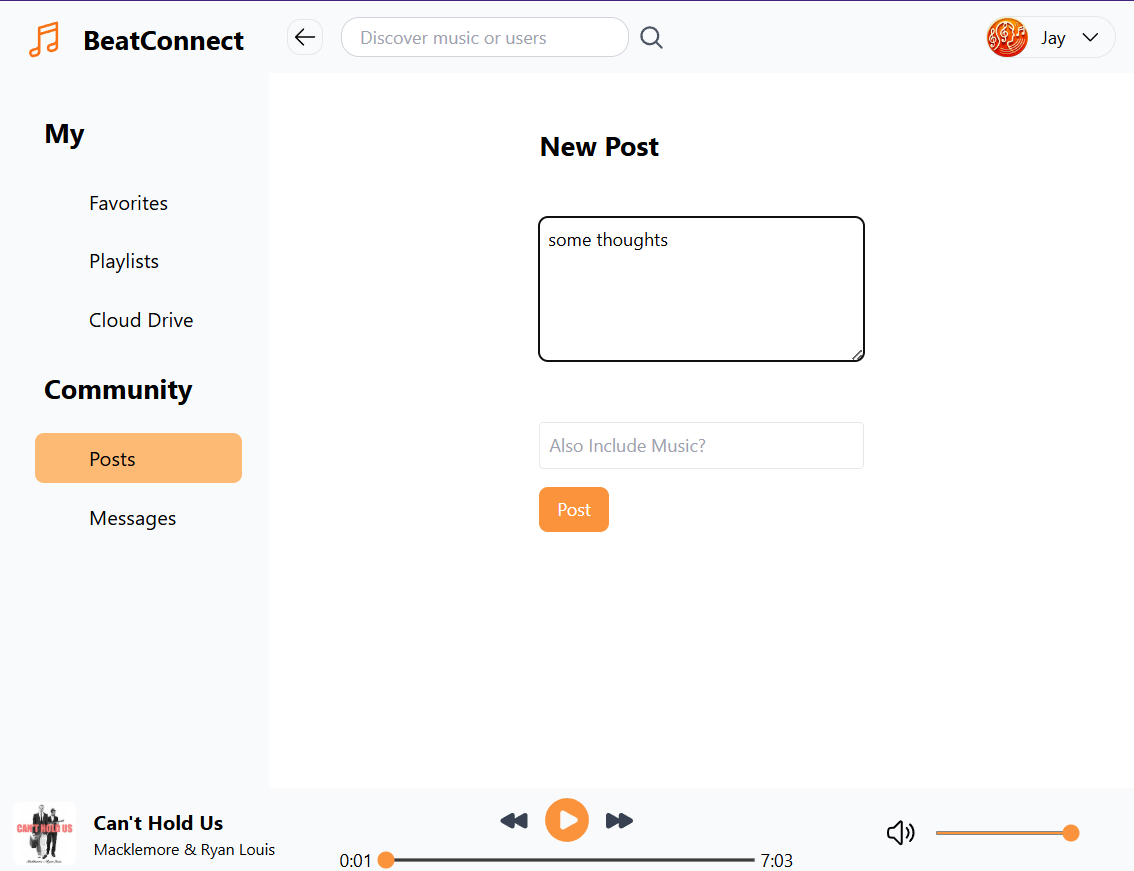 BeatConnect
Discover music or users
Jay
My
Favorites
Playlists
Cloud Drive
Community
Posts
Messages
New Post
some thoughts
Also Include Music?
Post
CAN'T HOLD US
Can't Hold Us
Macklemore & Ryan Louis
0:01
7:03